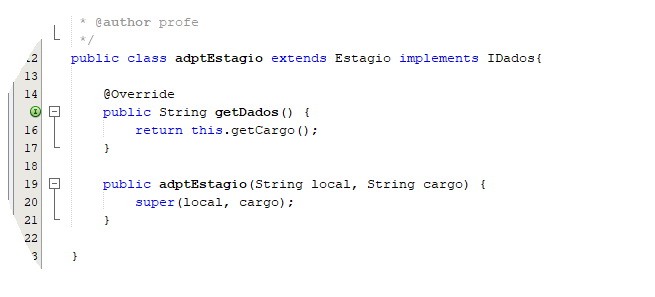 * @author profe
*/
12 public class adptEstagio extends Estagio implements IDados{
13
14 @Override
public String getDados() {
16 return this.getCargo();
17 }
18
19 public adptEstagio(String local, String cargo) {
20 super(local, cargo);
21 }
22
3 }